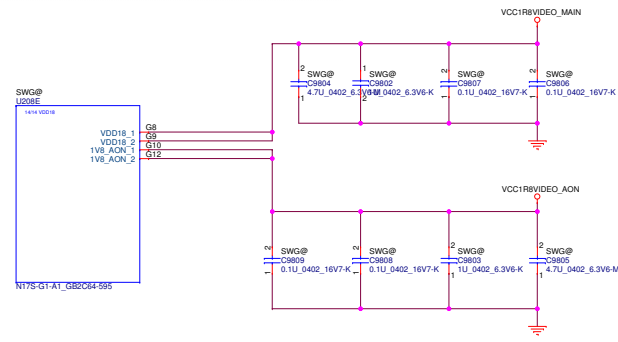 VCC1R8VIDEO_MAIN
2 SWG@
C9804
4.7U_0402_6.3V6-M
1
1 SWG@
C9802
1U_0402_6.3V6-K
2
2 SWG@
C9807
0.1U_0402_16V7-K
1
2 SWG@
C9806
0.1U_0402_16V7-K
1
SWG@
U208E
14/14 VDD18
VDD18_1 G8
VDD18_2 G9
1V8_AON_1 G10
1V8_AON_2 G12
N17S-G1-A1_GB2C64-595
VCC1R8VIDEO_AON
2 SWG@
C9809
0.1U_0402_16V7-K
1
2 SWG@
C9808
0.1U_0402_16V7-K
1
2 SWG@
C9803
1U_0402_6.3V6-K
1
2 SWG@
C9805
4.7U_0402_6.3V6-M
1